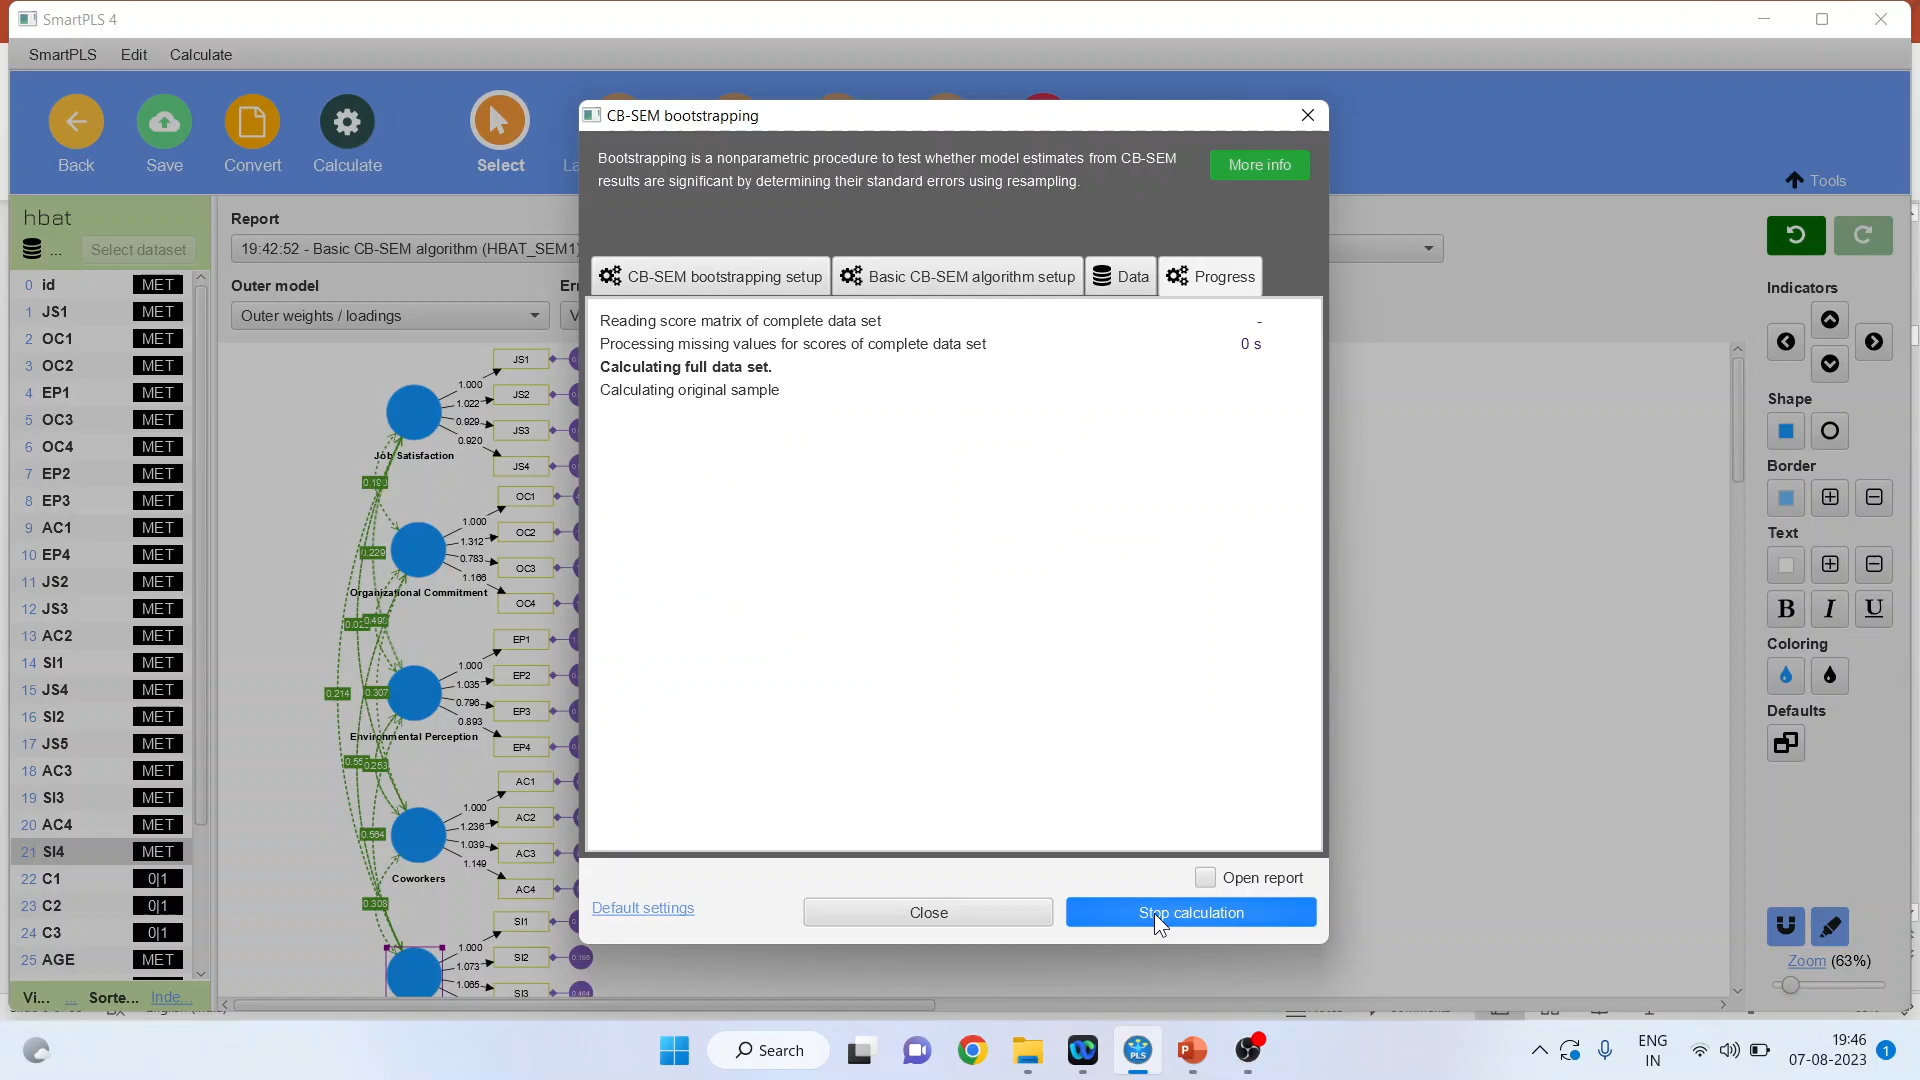 SmartPLS 4
SmartPLS Edit Calculate
Back Save Convert Calculate Select
Tools
hbat
... Select dataset
0 id MET
1 JS1 MET
2 OC1 MET
3 OC2 MET
4 EP1 MET
5 OC3 MET
6 OC4 MET
7 EP2 MET
8 EP3 MET
9 AC1 MET
10 EP4 MET
11 JS2 MET
12 JS3 MET
13 AC2 MET
14 SI1 MET
15 JS4 MET
16 SI2 MET
17 JS5 MET
18 AC3 MET
19 SI3 MET
20 AC4 MET
21 SI4 MET
22 C1 0|1
23 C2 0|1
24 C3 0|1
25 AGE MET
Vi... ... Sorte... Inde...
Report
19:42:52 - Basic CB-SEM algorithm (HBAT_SEM1)
Outer model
Outer weights / loadings
JS1
1.000
JS2
1.022
0.929
JS3
0.920
Job Satisfaction
JS4
OC1
1.000
OC2
1.312
0.783
OC3
1.166
Organizational Commitment
OC4
0.229
EP1
1.000
EP2
1.035
0.214
0.307
EP3
0.893
Environmental Perception
EP4
0.253
AC1
1.000
AC2
1.236
0.564
1.039
AC3
1.149
Coworkers
AC4
0.308
SI1
1.000
SI2
1.073
1.065
SI3
0.464
CB-SEM bootstrapping
Bootstrapping is a nonparametric procedure to test whether model estimates from CB-SEM
results are significant by determining their standard errors using resampling.
More info
CB-SEM bootstrapping setup Basic CB-SEM algorithm setup Data Progress
Reading score matrix of complete data set -
Processing missing values for scores of complete data set 0 s
Calculating full data set.
Calculating original sample
Open report
Default settings Close Stop calculation
Indicators
Shape
Border
Text
B I U
Coloring
Defaults
Zoom (63%)
Search
PLS
P
ENG
IN
19:46
07-08-2023
1